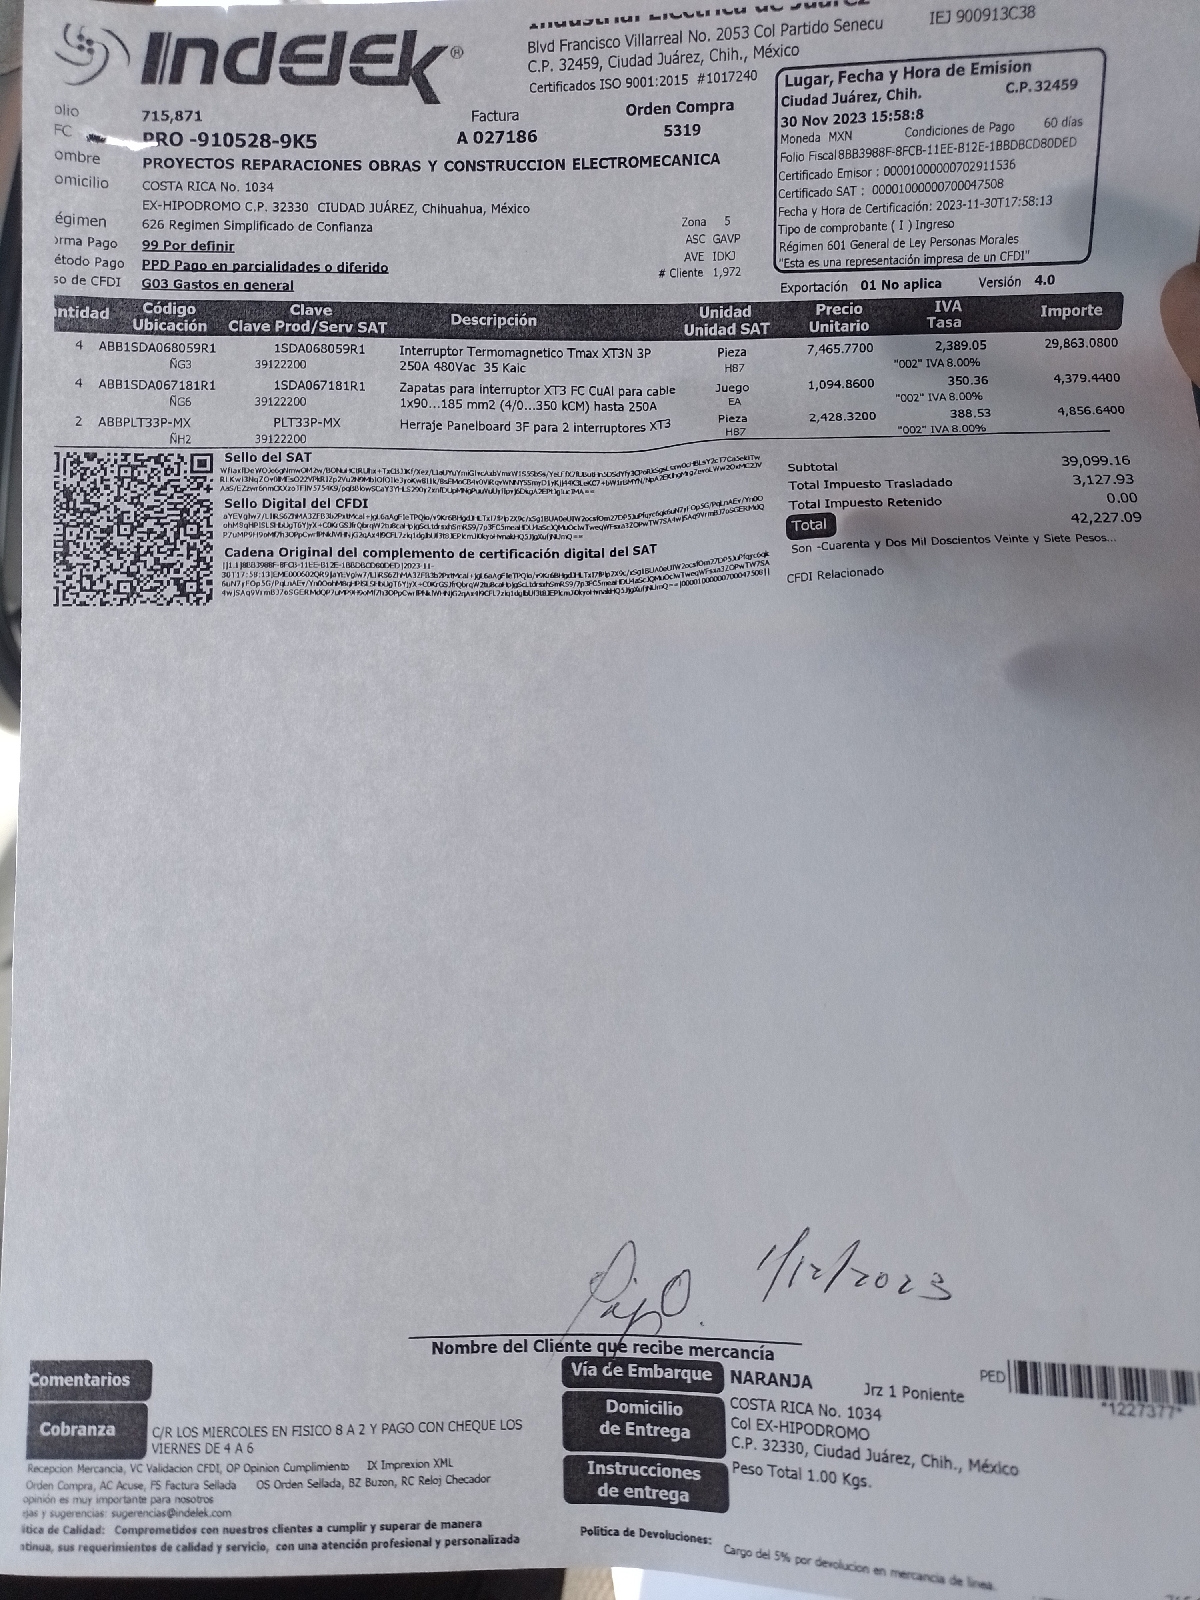 Indelek®
Industrial Eléctrica de Juárez
IEJ 900913C38
Blvd Francisco Villarreal No. 2053 Col Partido Senecu
C.P. 32459, Ciudad Juárez, Chih., México
Certificados ISO 9001:2015 #1017240
olio 715,871
Factura
A 027186
Orden Compra
5319
FC PRO -910528-9K5
ombre PROYECTOS REPARACIONES OBRAS Y CONSTRUCCION ELECTROMECANICA
omicilio COSTA RICA No. 1034
EX-HIPODROMO C.P. 32330 CIUDAD JUÁREZ, Chihuahua, México
égimen 626 Regimen Simplificado de Confianza
orma Pago 99 Por definir
étodo Pago PPD Pago en parcialidades o diferido
so de CFDI G03 Gastos en general
Zona 5
ASC GAVP
AVE IDKJ
# Cliente 1,972
Lugar, Fecha y Hora de Emision
Ciudad Juárez, Chih. C.P. 32459
30 Nov 2023 15:58:8
Moneda MXN Condiciones de Pago 60 días
Folio Fiscal 8BB3988F-8FCB-11EE-B12E-1BBDBCD80DED
Certificado Emisor : 00001000000702911536
Certificado SAT : 00001000000700047508
Fecha y Hora de Certificación: 2023-11-30T17:58:13
Tipo de comprobante ( I ) Ingreso
Régimen 601 General de Ley Personas Morales
"Esta es una representación impresa de un CFDI"
Exportación 01 No aplica Versión 4.0
ntidad Código Ubicación Clave Clave Prod/Serv SAT Descripción Unidad Unidad SAT Precio Unitario IVA Tasa Importe
4 ABB1SDA068059R1 1SDA068059R1 Interruptor Termomagnetico Tmax XT3N 3P Pieza 7,465.7700 2,389.05 29,863.0800
ÑG3 39122200 250A 480Vac 35 Kaic H87 "002" IVA 8.00%
4 ABB1SDA067181R1 1SDA067181R1 Zapatas para interruptor XT3 FC CuAl para cable Juego 1,094.8600 350.36 4,379.4400
ÑG6 39122200 1x90...185 mm2 (4/0...350 kCM) hasta 250A EA "002" IVA 8.00%
2 ABBPLT33P-MX PLT33P-MX Herraje Panelboard 3F para 2 interruptores XT3 Pieza 2,428.3200 388.53 4,856.6400
ÑH2 39122200 H87 "002" IVA 8.00%
Sello del SAT
Sello Digital del CFDI
Cadena Original del complemento de certificación digital del SAT
Subtotal 39,099.16
Total Impuesto Trasladado 3,127.93
Total Impuesto Retenido 0.00
Total 42,227.09
Son -Cuarenta y Dos Mil Doscientos Veinte y Siete Pesos...
CFDI Relacionado
1/12/2023
Nombre del Cliente que recibe mercancía
Comentarios
Cobranza
C/R LOS MIERCOLES EN FISICO 8 A 2 Y PAGO CON CHEQUE LOS
VIERNES DE 4 A 6
Recepcion Mercancia, VC Validacion CFDI, OP Opinion Cumplimiento IX Imprexion XML
Orden Compra, AC Acuse, FS Factura Sellada OS Orden Sellada, BZ Buzon, RC Reloj Checador
opinión es muy importante para nosotros
ejas y sugerencias: sugerencias@indelek.com
itica de Calidad: Comprometidos con nuestros clientes a cumplir y superar de manera
ntinua, sus requerimientos de calidad y servicio, con una atención profesional y personalizada
Vía de Embarque NARANJA Jrz 1 Poniente
PED
*1227377*
Domicilio de Entrega
COSTA RICA No. 1034
Col EX-HIPODROMO
C.P. 32330, Ciudad Juárez, Chih., México
Instrucciones de entrega
Peso Total 1.00 Kgs.
Politica de Devoluciones: Cargo del 5% por devolucion en mercancia de linea.